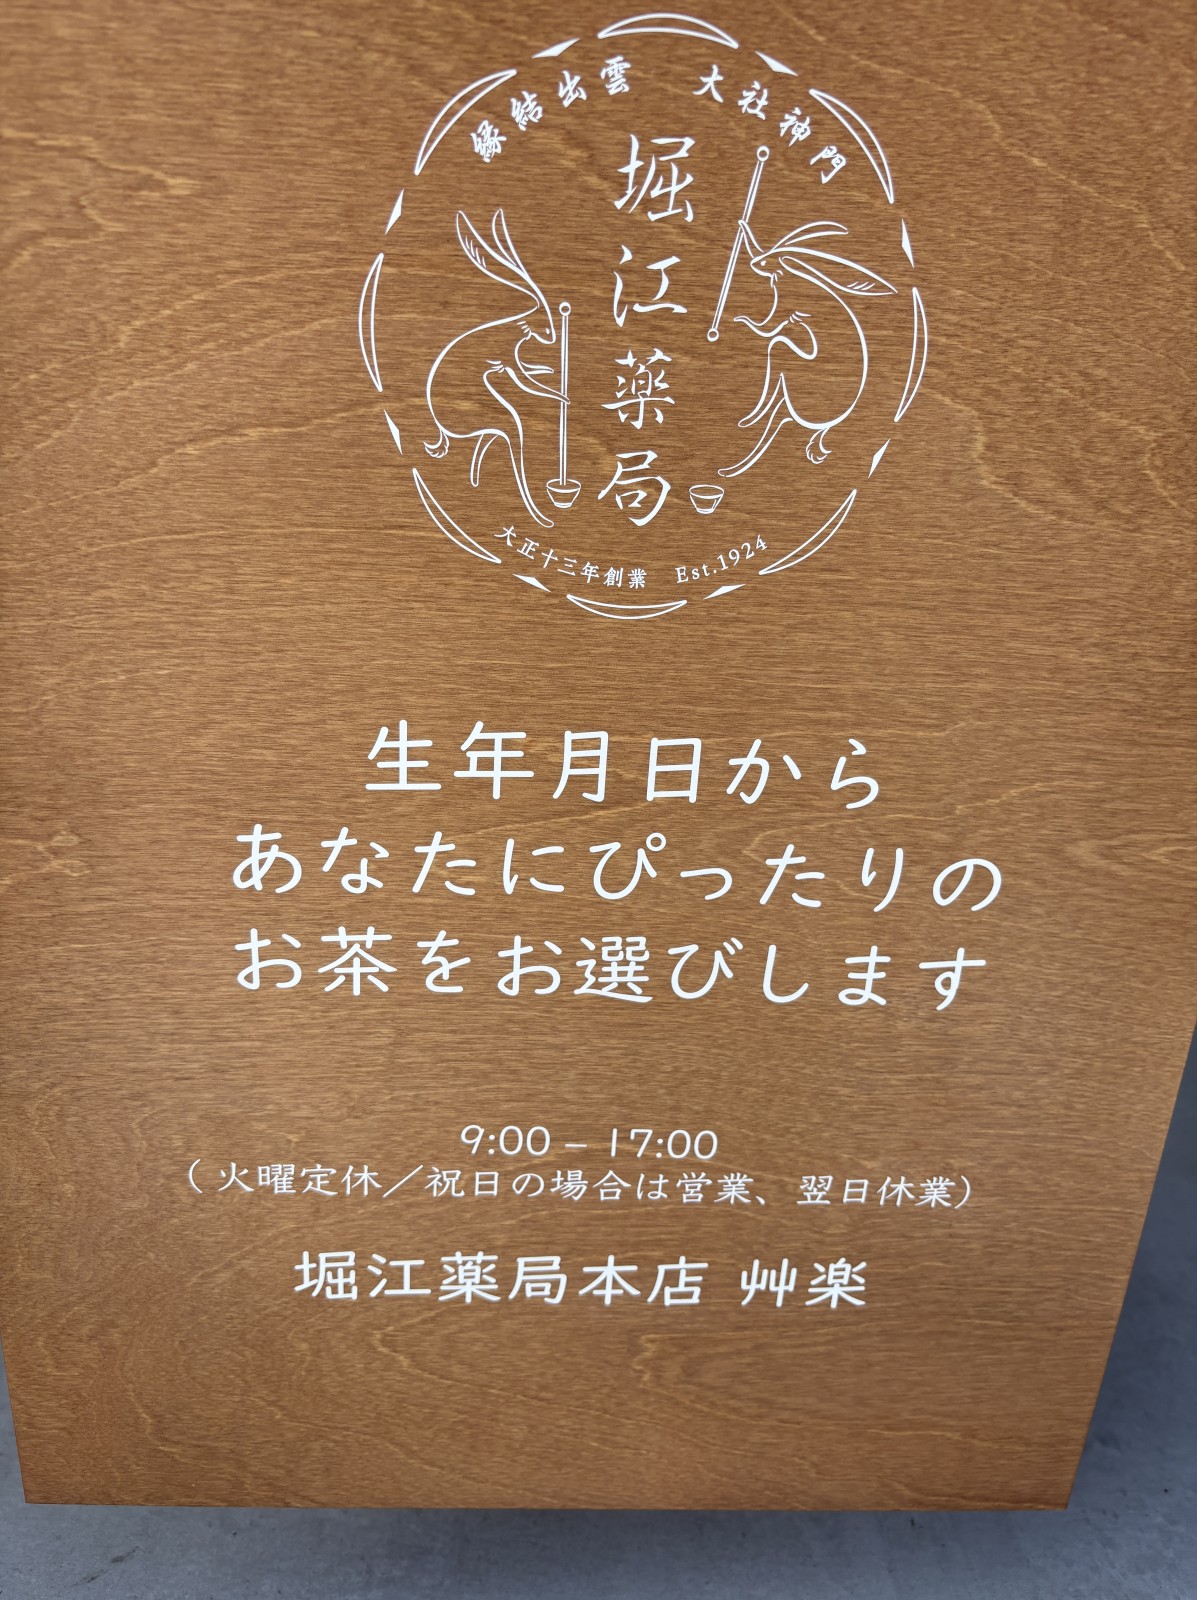 縁結出雲 大社神門
堀江薬局
大正十三年創業 Est.1924
生年月日から
あなたにぴったりの
お茶をお選びします
9:00 – 17:00
（火曜定休／祝日の場合は営業、翌日休業）
堀江薬局本店 艸楽